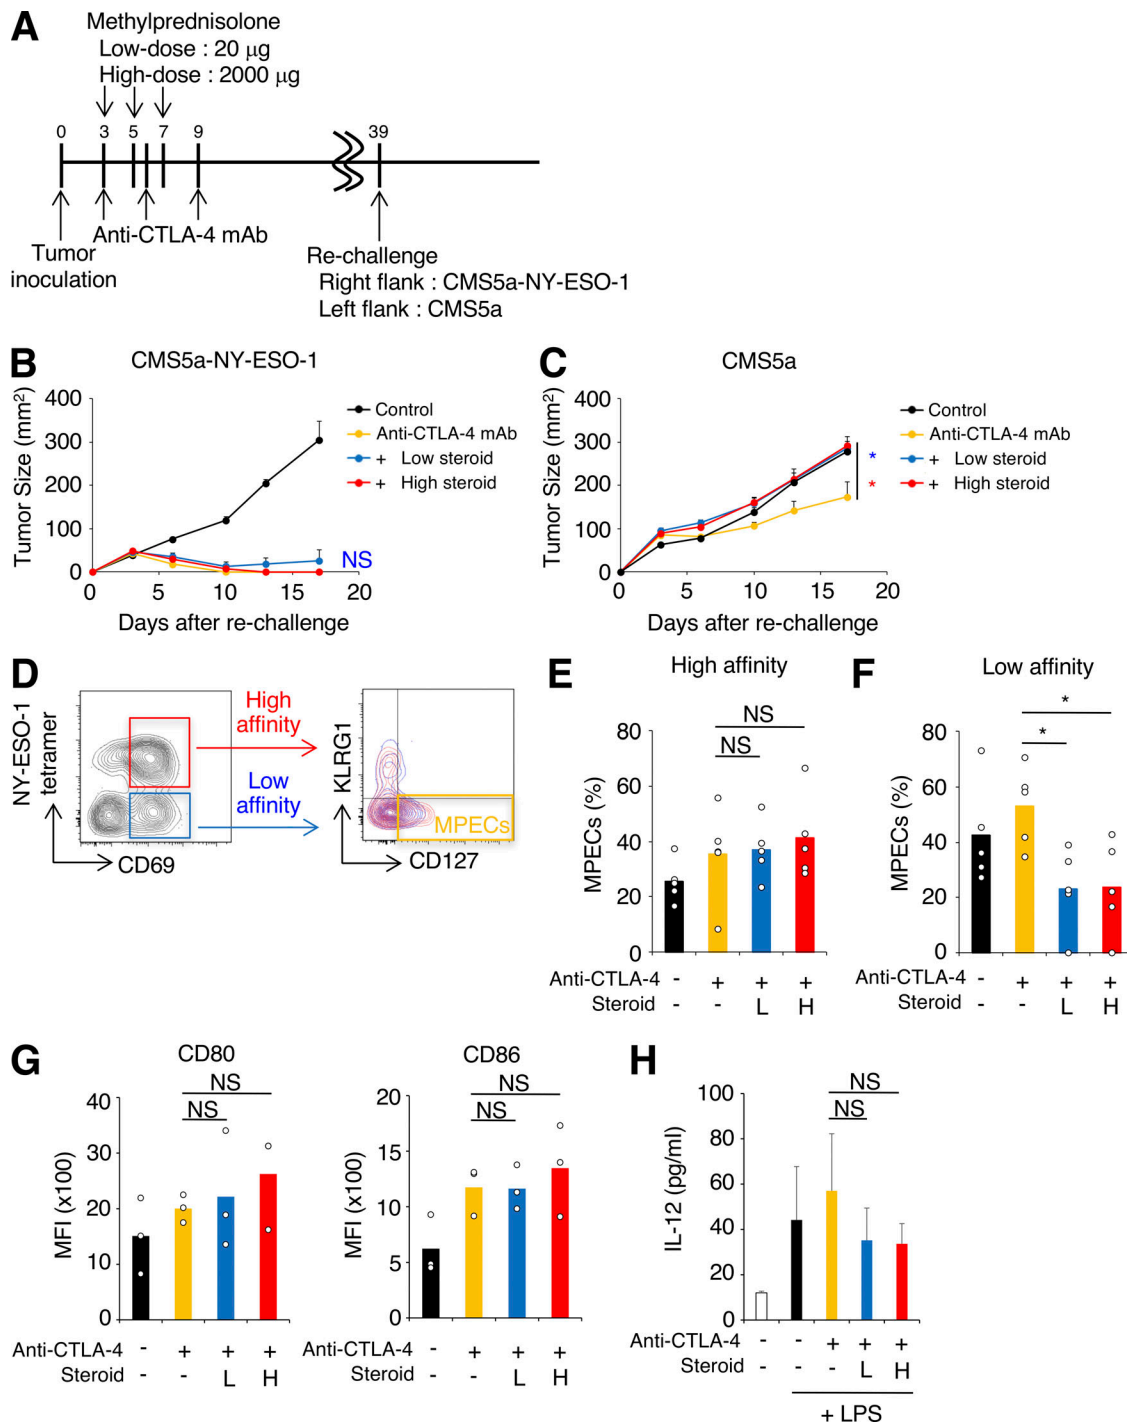 A
Methylprednisolone
Low-dose : 20 µg
High-dose : 2000 µg
0 3 5 7 9 39
Anti-CTLA-4 mAb
Tumor
inoculation
Re-challenge
Right flank : CMS5a-NY-ESO-1
Left flank : CMS5a
B
CMS5a-NY-ESO-1
Tumor Size (mm²)
400
300
200
100
0
0 5 10 15 20
Days after re-challenge
Control
Anti-CTLA-4 mAb
+ Low steroid
+ High steroid
NS
C
CMS5a
Tumor Size (mm²)
400
300
200
100
0
0 5 10 15 20
Days after re-challenge
Control
Anti-CTLA-4 mAb
+ Low steroid
+ High steroid
*
*
D
NY-ESO-1
tetramer
CD69
High
affinity
Low
affinity
KLRG1
CD127
MPECs
E
High affinity
MPECs (%)
80
60
40
20
0
NS
NS
Anti-CTLA-4 - + + +
Steroid - - L H
F
Low affinity
MPECs (%)
80
60
40
20
0
*
*
Anti-CTLA-4 - + + +
Steroid - - L H
G
CD80
MFI (x100)
40
30
20
10
0
NS
NS
Anti-CTLA-4 - + + +
Steroid - - L H
CD86
MFI (x100)
20
15
10
5
0
NS
NS
Anti-CTLA-4 - + + +
Steroid - - L H
H
IL-12 (pg/ml)
100
80
60
40
20
0
NS
NS
Anti-CTLA-4 - - + + +
Steroid - - - L H
+ LPS